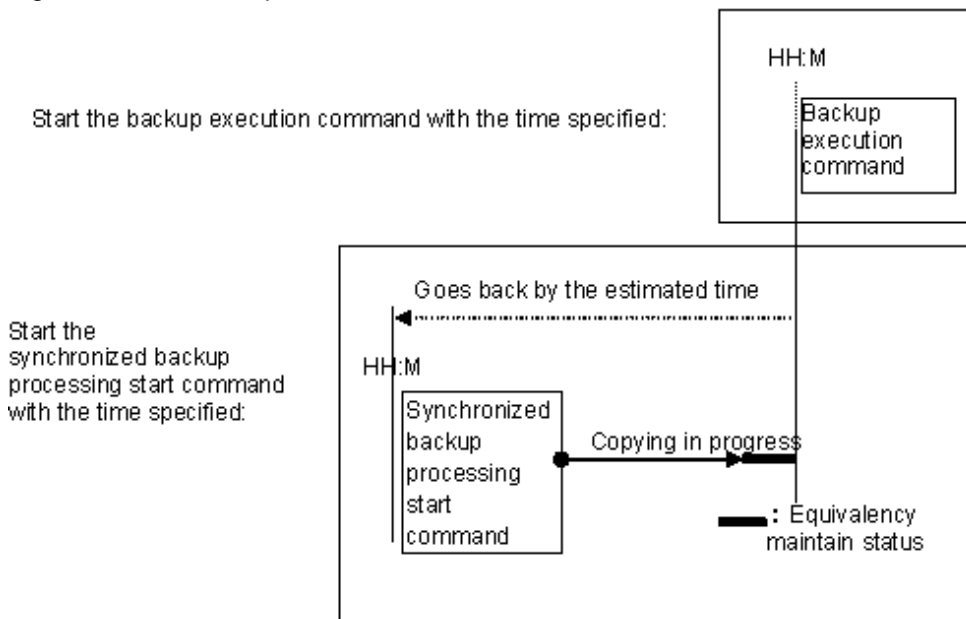 HH:M
Start the backup execution command with the time specified:
Backup
execution
command
Goes back by the estimated time
Start the
synchronized backup
processing start command
with the time specified:
HH:M
Synchronized
backup
processing
start
command
Copying in progress
: Equivalency
maintain status